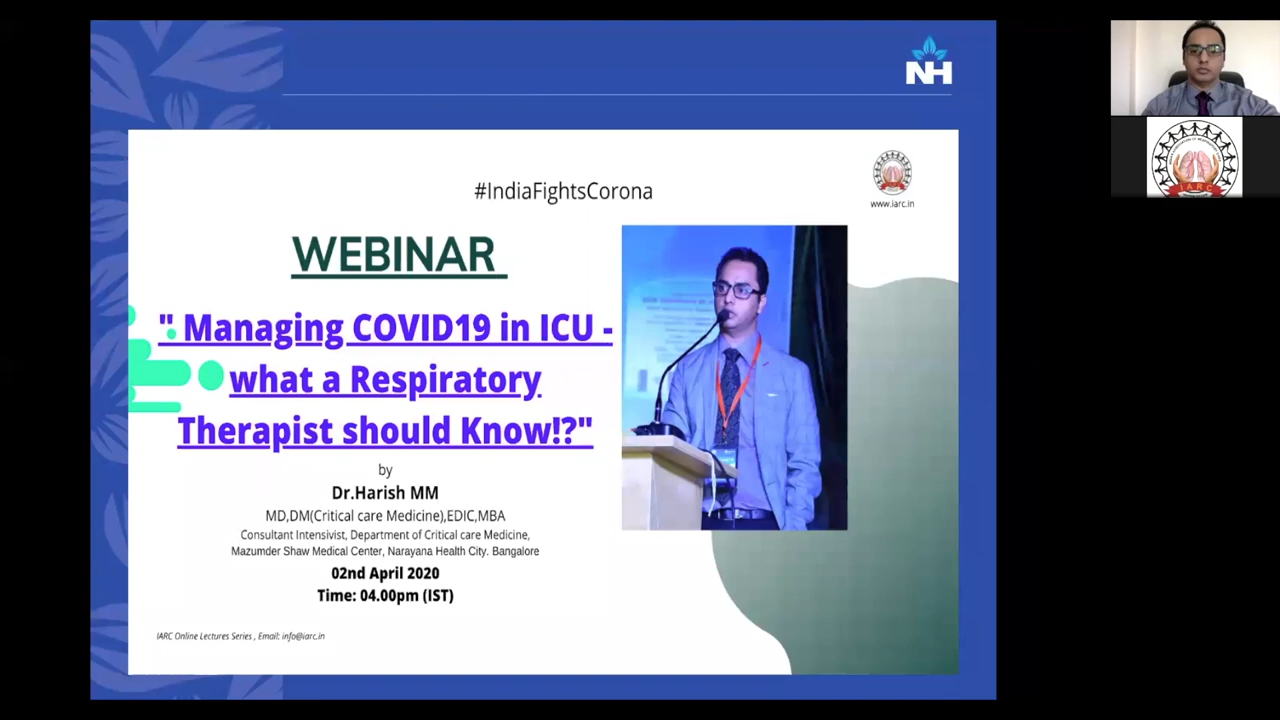 NH
#IndiaFightsCorona
www.iarc.in
WEBINAR
" Managing COVID19 in ICU -
what a Respiratory
Therapist should Know!?"
by
Dr.Harish MM
MD,DM(Critical care Medicine),EDIC,MBA
Consultant Intensivist, Department of Critical care Medicine,
Mazumder Shaw Medical Center, Narayana Health City. Bangalore
02nd April 2020
Time: 04.00pm (IST)
IARC Online Lectures Series , Email: info@iarc.in
IARC